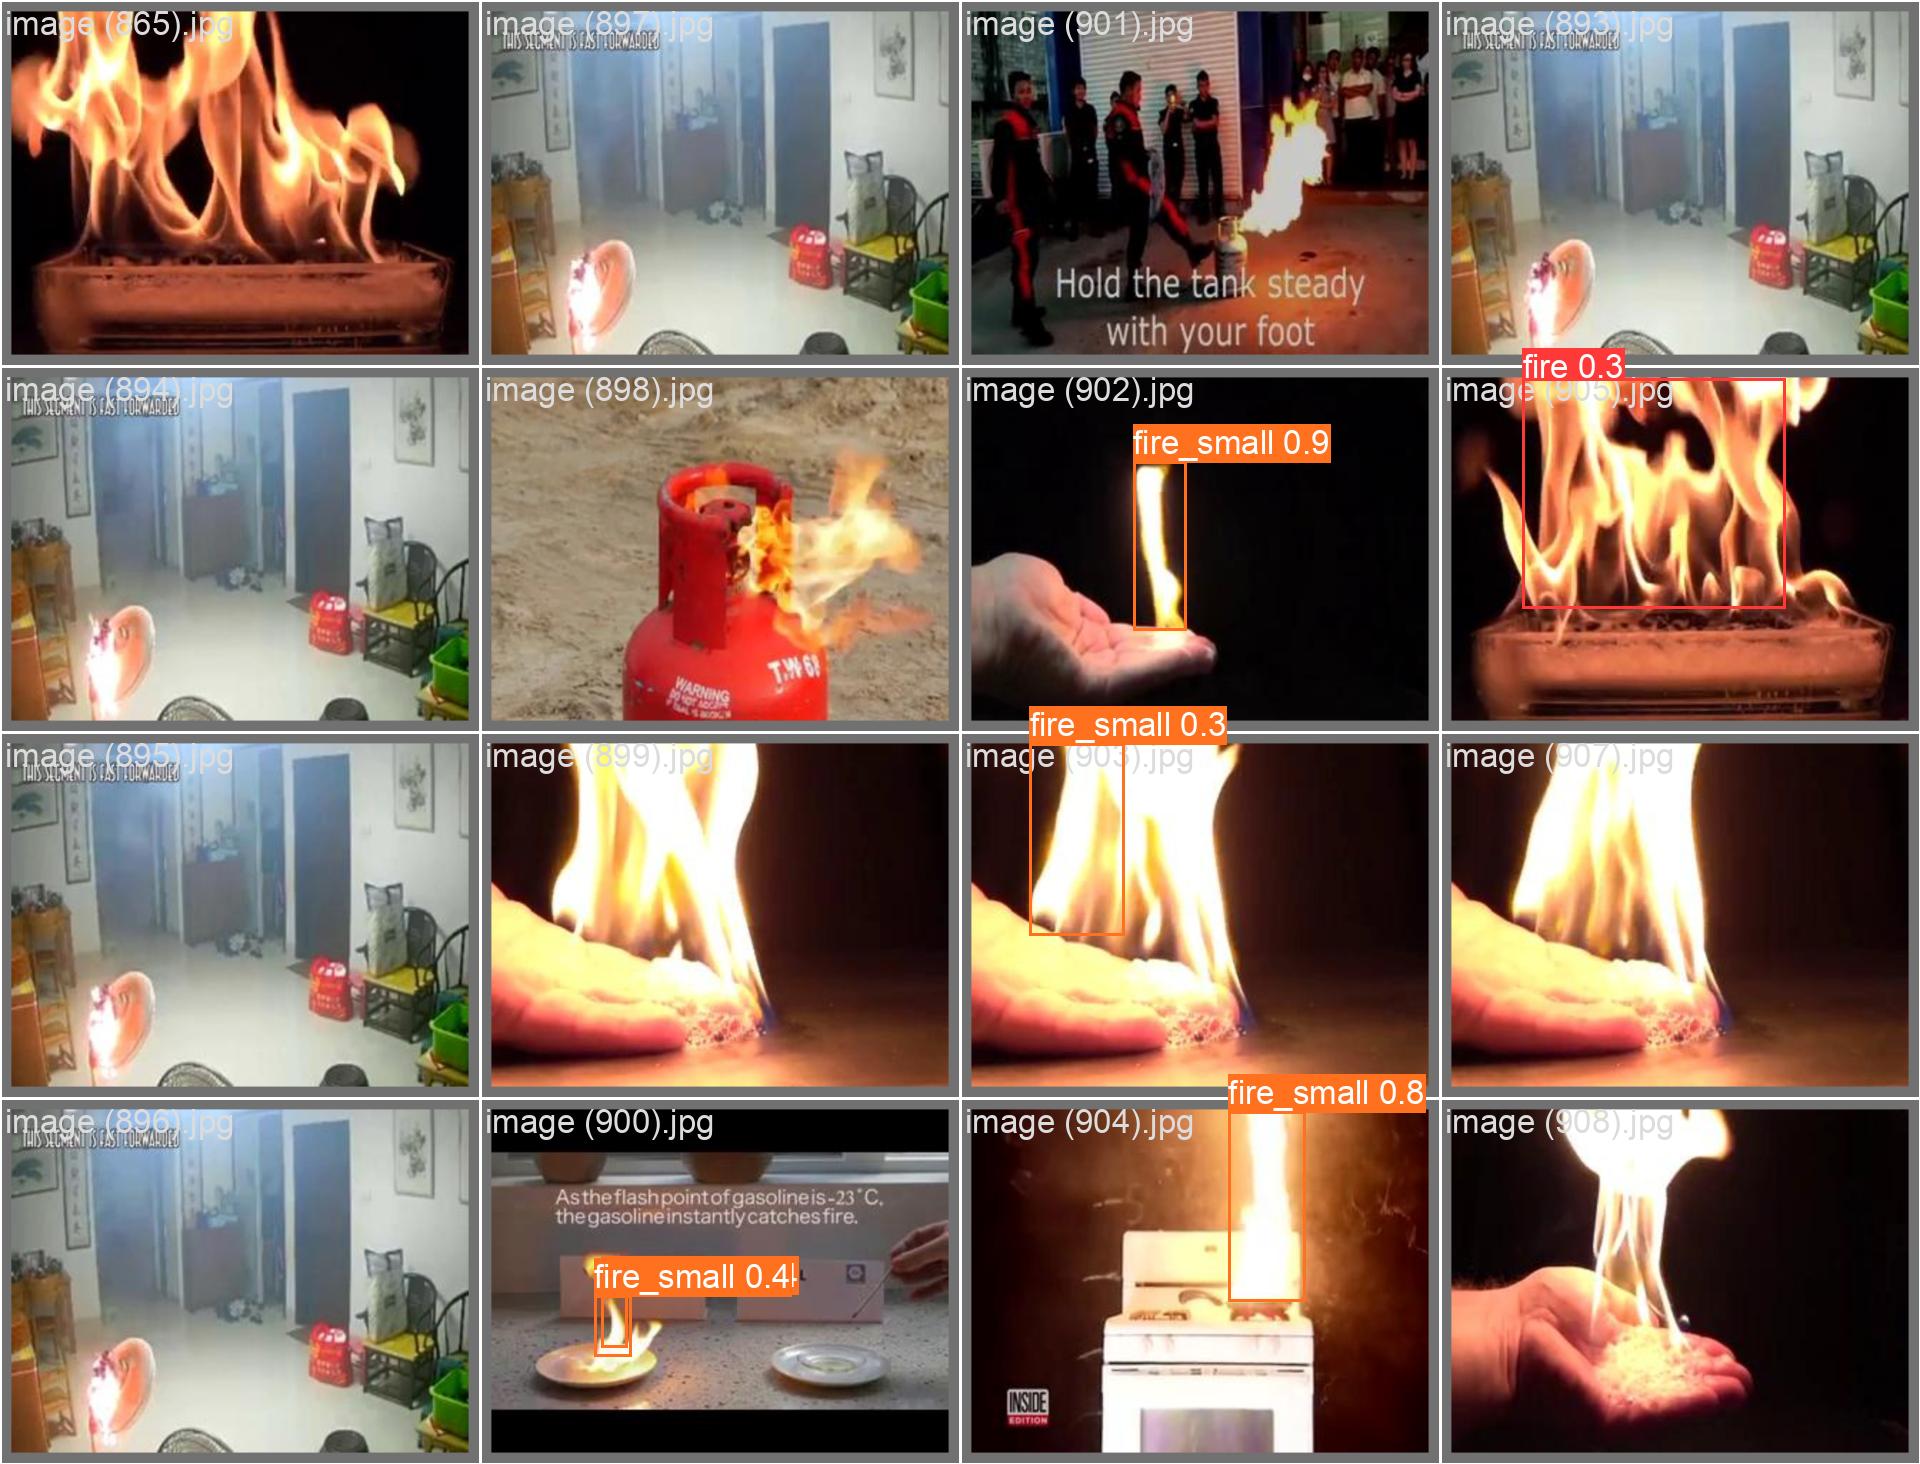 image (865).jpg
THIS SEGMENT IS FAST FORWARDED
image (897).jpg
image (901).jpg
Hold the tank steady
with your foot
THIS SEGMENT IS FAST FORWARDED
image (893).jpg
THIS SEGMENT IS FAST FORWARDED
image (894).jpg
image (898).jpg
WARNING
T.W 68
image (902).jpg
fire_small 0.9
fire 0.3
image (905).jpg
THIS SEGMENT IS FAST FORWARDED
image (895).jpg
image (899).jpg
fire_small 0.3
image (903).jpg
image (907).jpg
THIS SEGMENT IS FAST FORWARDED
image (896).jpg
image (900).jpg
As the flash point of gasoline is -23˚C,
the gasoline instantly catches fire.
fire_small 0.4
fire_small 0.8
image (904).jpg
INSIDE
EDITION
image (908).jpg